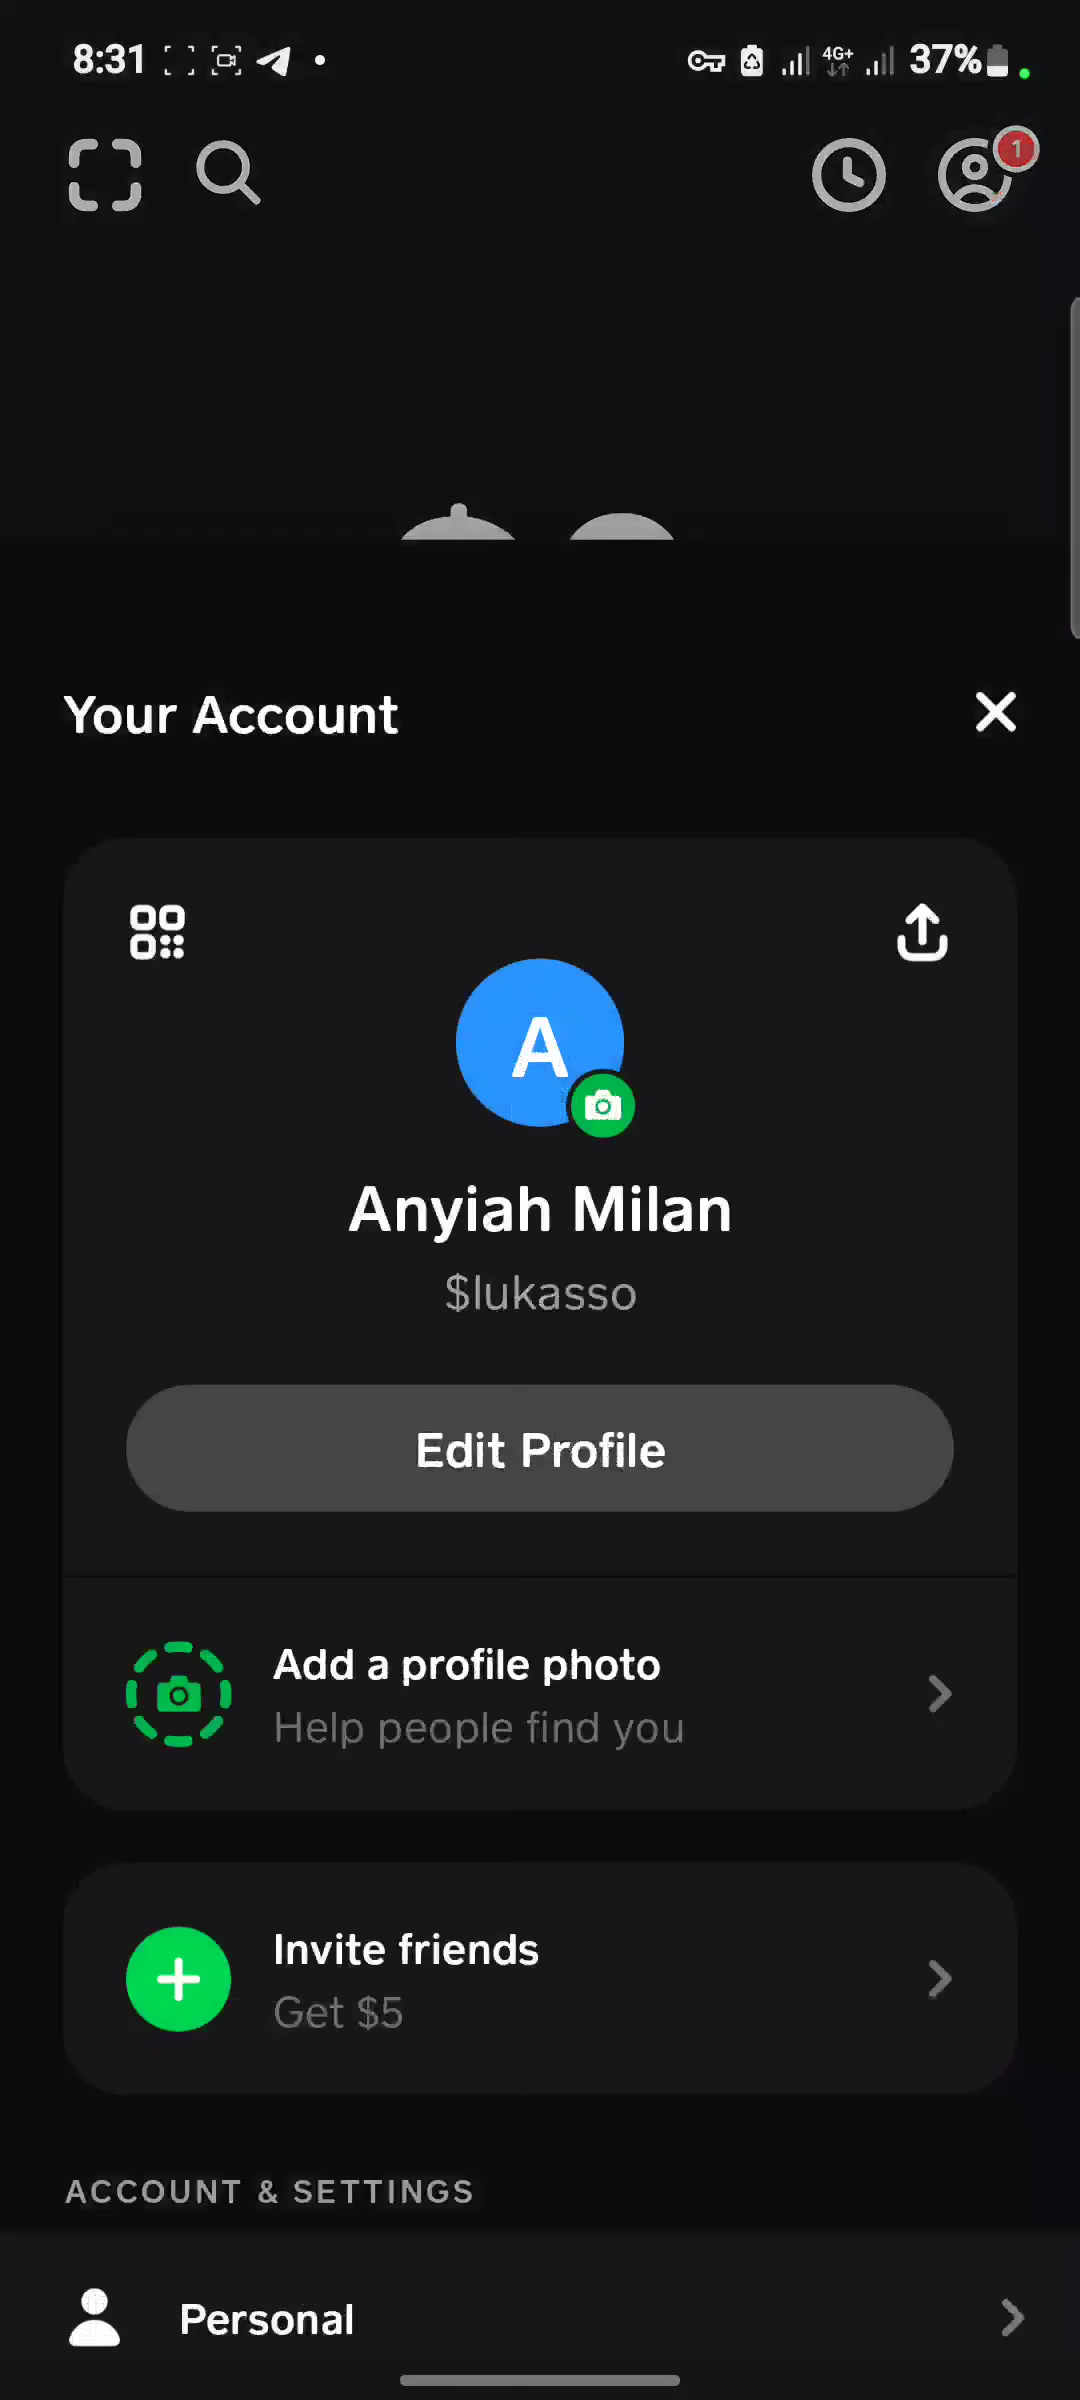 8:31
4G+
37%
1
Your Account
A
Anyiah Milan
$lukasso
Edit Profile
Add a profile photo
Help people find you
Invite friends
Get $5
ACCOUNT & SETTINGS
Personal